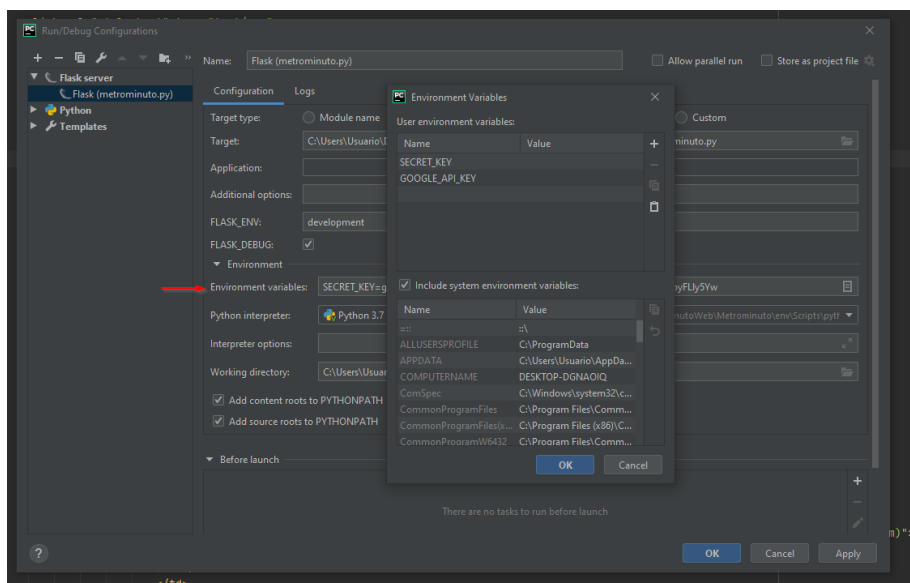 Run/Debug Configurations
Name: Flask (metrominuto.py) Allow parallel run Store as project file
Flask server
Flask (metrominuto.py)
Python
Templates
Configuration Logs
Target type: Module name Custom
Target: C:\Users\Usuario\ minuto.py
Application:
Additional options:
FLASK_ENV: development
FLASK_DEBUG:
Environment
Environment variables: SECRET_KEY=g yFLIy5Yw
Python interpreter: Python 3.7 nutoWeb\Metrominuto\env\Scripts\pyt
Interpreter options:
Working directory: C:\Users\Usuar
Add content roots to PYTHONPATH
Add source roots to PYTHONPATH
Before launch
There are no tasks to run before launch
OK Cancel Apply
Environment Variables
User environment variables:
Name Value
SECRET_KEY
GOOGLE_API_KEY
Include system environment variables:
Name Value
=:: ::\
ALLUSERSPROFILE C:\ProgramData
APPDATA C:\Users\Usuario\AppDa...
COMPUTERNAME DESKTOP-DGNAOIQ
ComSpec C:\Windows\system32\c...
CommonProgramFiles C:\Program Files\Comm...
CommonProgramFiles(x... C:\Program Files (x86)\C...
CommonProgramW6432 C:\Program Files\Comm...
OK Cancel